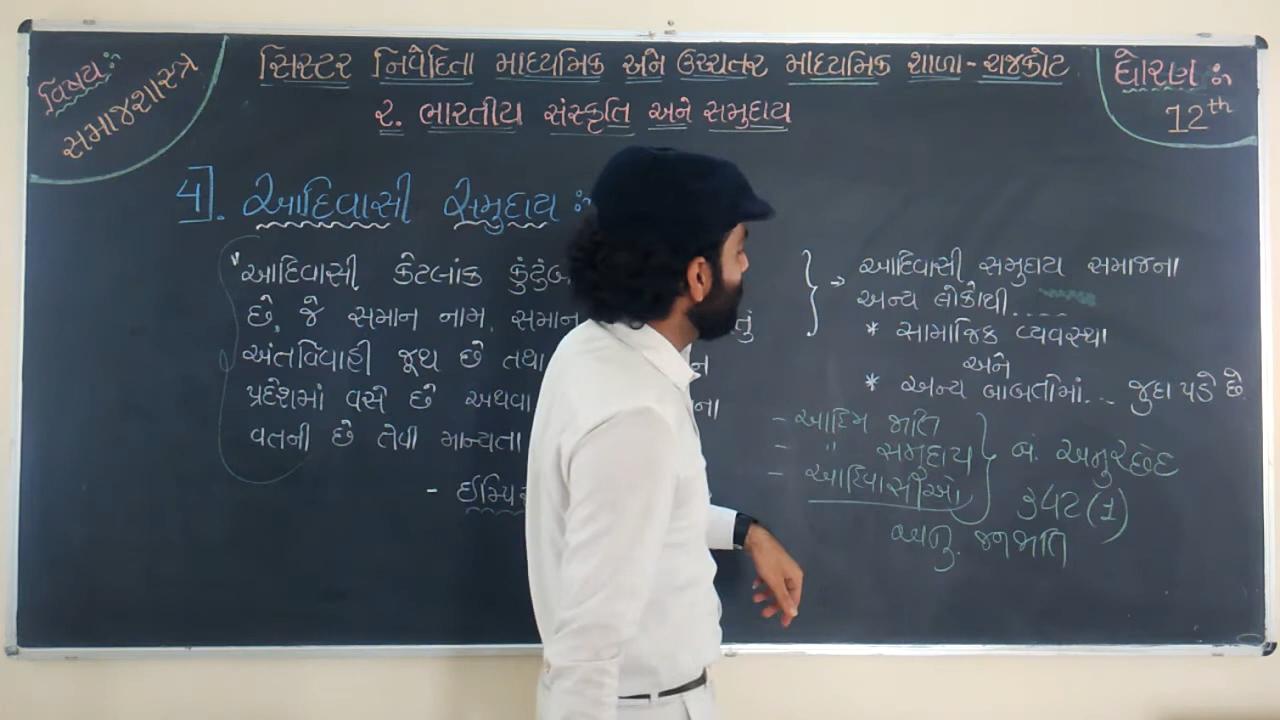 વિષય :-
સમાજશાસ્ત્ર
સિસ્ટર નિવેદિતા માધ્યમિક અને ઉચ્ચતર માધ્યમિક શાળા - રાજકોટ
ધોરણ :-
12th
૨. ભારતીય સંસ્કૃતિ અને સમુદાય
4]. આદિવાસી સમુદાય :-
"આદિવાસી કેટલાંક કુંટુંબ
છે, જે સમાન નામ, સમાન
અંતર્વિવાહી જૂથ છે તથા
પ્રદેશમાં વસે છે અથવા
વતની છે તેવી માન્યતા
- ઈમ્પિ
} → આદિવાસી સમુદાય સમાજના
અન્ય લોકોથી....
* સામાજિક વ્યવસ્થા
અને
* અન્ય બાબતોમાં... જુદા પડે છે
- આદિમ જાતિ
- " સમુદાય
- આદિવાસીઓ
બં. અનુચ્છેદ
૩૫૨(1)
અનુ. જનજાતિ